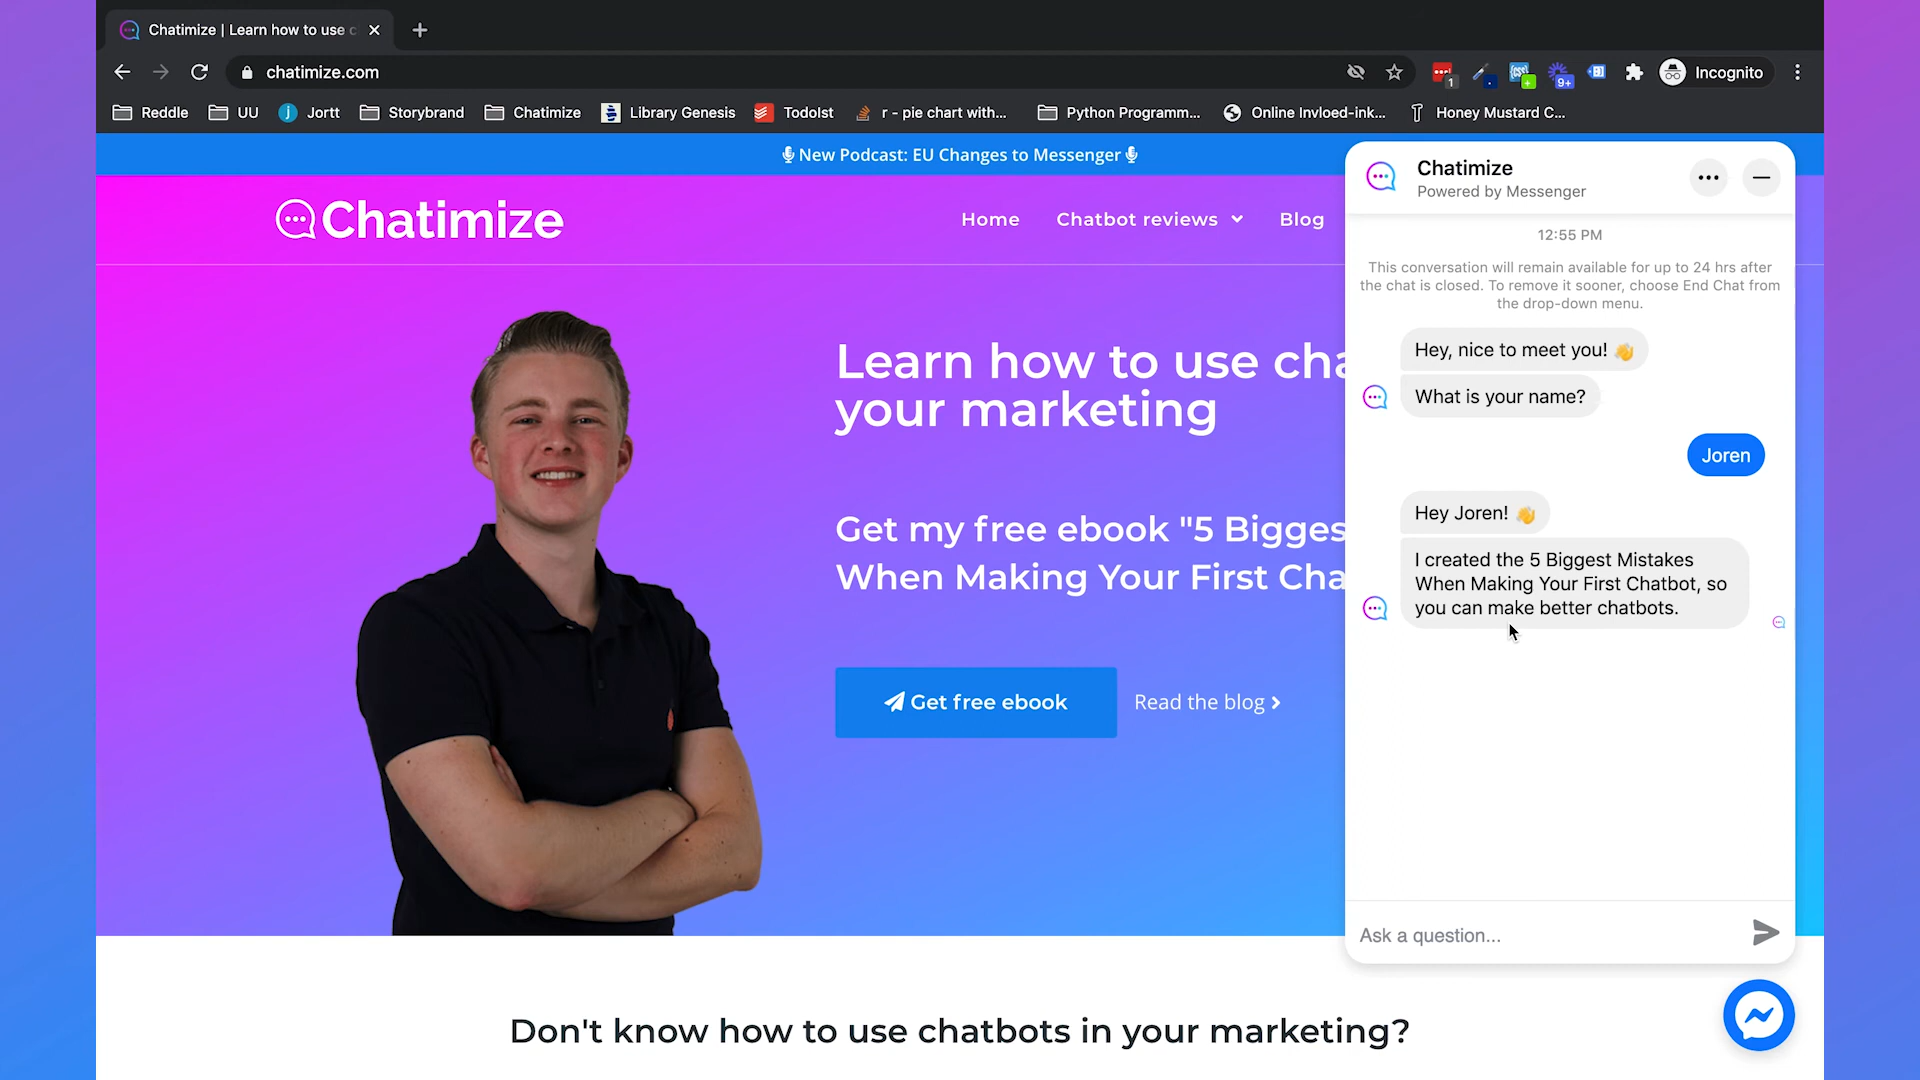 Chatimize | Learn how to use c
chatimize.com
1
9+
Incognito
Reddle
UU
Jortt
Storybrand
Chatimize
Library Genesis
TodoIst
r - pie chart with...
Python Programm...
Online Invloed-ink...
Honey Mustard C...
New Podcast: EU Changes to Messenger
Chatimize
Home
Chatbot reviews
Blog
Learn how to use cha
your marketing
Get my free ebook "5 Bigges
When Making Your First Cha
Get free ebook
Read the blog
Chatimize
Powered by Messenger
12:55 PM
This conversation will remain available for up to 24 hrs after
the chat is closed. To remove it sooner, choose End Chat from
the drop-down menu.
Hey, nice to meet you! 👋
What is your name?
Joren
Hey Joren! 👋
I created the 5 Biggest Mistakes
When Making Your First Chatbot, so
you can make better chatbots.
Ask a question...
Don't know how to use chatbots in your marketing?